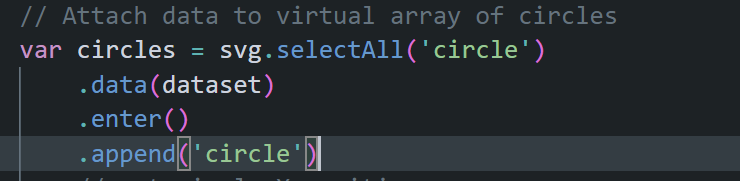 // Attach data to virtual array of circles
var circles = svg.selectAll('circle')
.data(dataset)
.enter()
.append('circle')